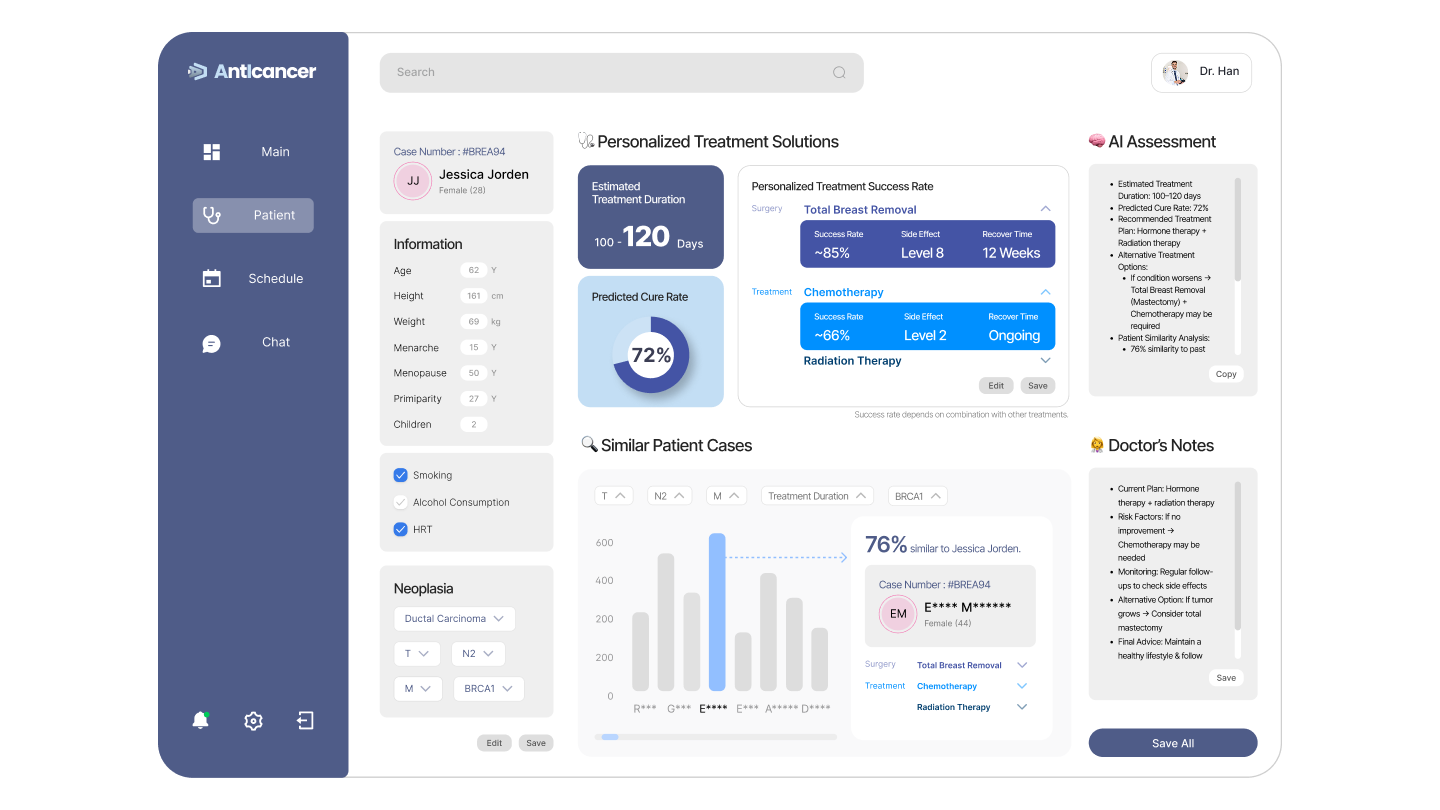 Anticancer
Main
Patient
Schedule
Chat
Search
Dr. Han
Case Number : #BREA94
JJ
Jessica Jorden
Female (28)
Information
Age 62 Y
Height 161 cm
Weight 69 kg
Menarche 15 Y
Menopause 50 Y
Primiparity 27 Y
Children 2
Smoking
Alcohol Consumption
HRT
Neoplasia
Ductal Carcinoma
T N2
M BRCA1
Edit Save
Personalized Treatment Solutions
Estimated
Treatment Duration
100 - 120 Days
Predicted Cure Rate
72%
Personalized Treatment Success Rate
Surgery Total Breast Removal
Success Rate Side Effect Recover Time
~85% Level 8 12 Weeks
Treatment Chemotherapy
Success Rate Side Effect Recover Time
~66% Level 2 Ongoing
Radiation Therapy
Edit Save
Success rate depends on combination with other treatments.
Similar Patient Cases
T N2 M Treatment Duration BRCA1
600
400
200
200
0
R*** G*** E**** E*** A***** D****
76% similar to Jessica Jorden.
Case Number : #BREA94
EM
E**** M******
Female (44)
Surgery Total Breast Removal
Treatment Chemotherapy
Radiation Therapy
AI Assessment
• Estimated Treatment
Duration: 100-120 days
• Predicted Cure Rate: 72%
• Recommended Treatment
Plan: Hormone therapy +
Radiation therapy
• Alternative Treatment
Options:
• If condition worsens →
Total Breast Removal
(Mastectomy) +
Chemotherapy may be
required
• Patient Similarity Analysis:
• 76% similarity to past
Copy
Doctor's Notes
• Current Plan: Hormone
therapy + radiation therapy
• Risk Factors: If no
improvement →
Chemotherapy may be
needed
• Monitoring: Regular follow-
ups to check side effects
• Alternative Option: If tumor
grows → Consider total
mastectomy
• Final Advice: Maintain a
healthy lifestyle & follow
Save
Save All